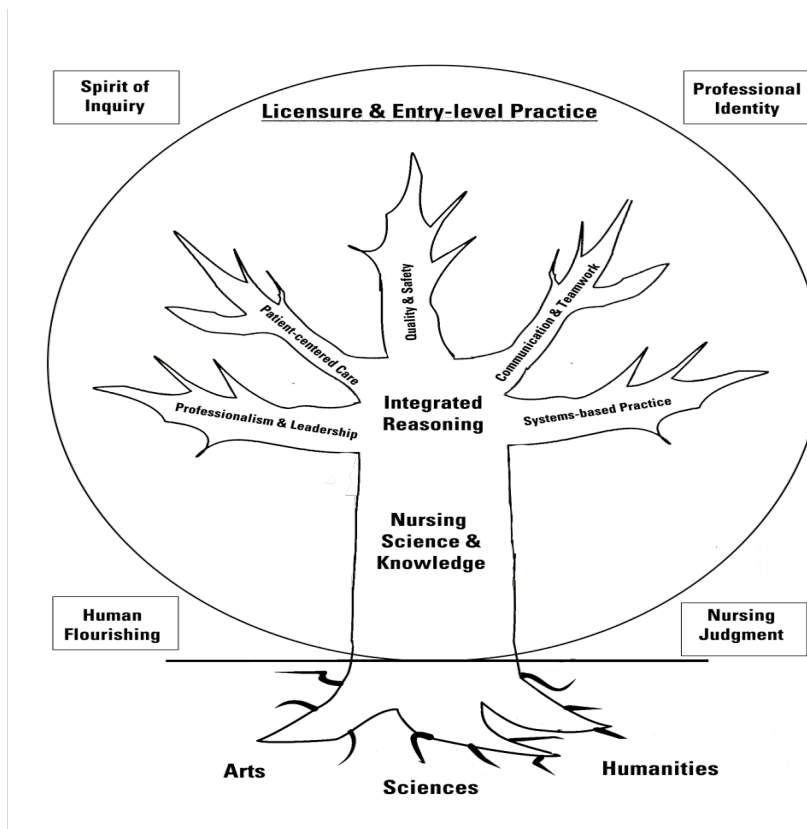 Spirit of
Inquiry
Professional
Identity
Licensure & Entry-level Practice
Quality & Safety
Patient-centered Care
Communication & Teamwork
Professionalism & Leadership
Integrated
Reasoning
Systems-based Practice
Nursing
Science &
Knowledge
Human
Flourishing
Nursing
Judgment
Arts
Sciences
Humanities